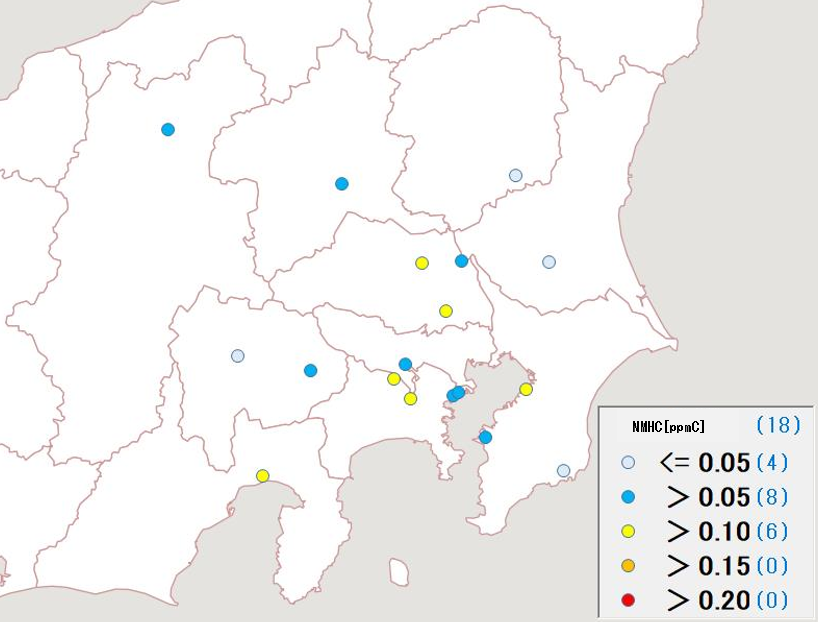 NMHC[ppmC] (18)
<= 0.05 (4)
> 0.05 (8)
> 0.10 (6)
> 0.15 (0)
> 0.20 (0)